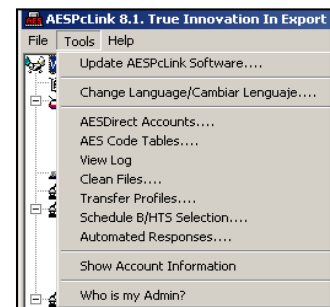 AESPcLink 8.1. True Innovation In Export
File Tools Help
Update AESPcLink Software....
Change Language/Cambiar Lenguaje....
AESDirect Accounts....
AES Code Tables....
View Log
Clean Files....
Transfer Profiles....
Schedule B/HTS Selection....
Automated Responses....
Show Account Information
Who is my Admin?